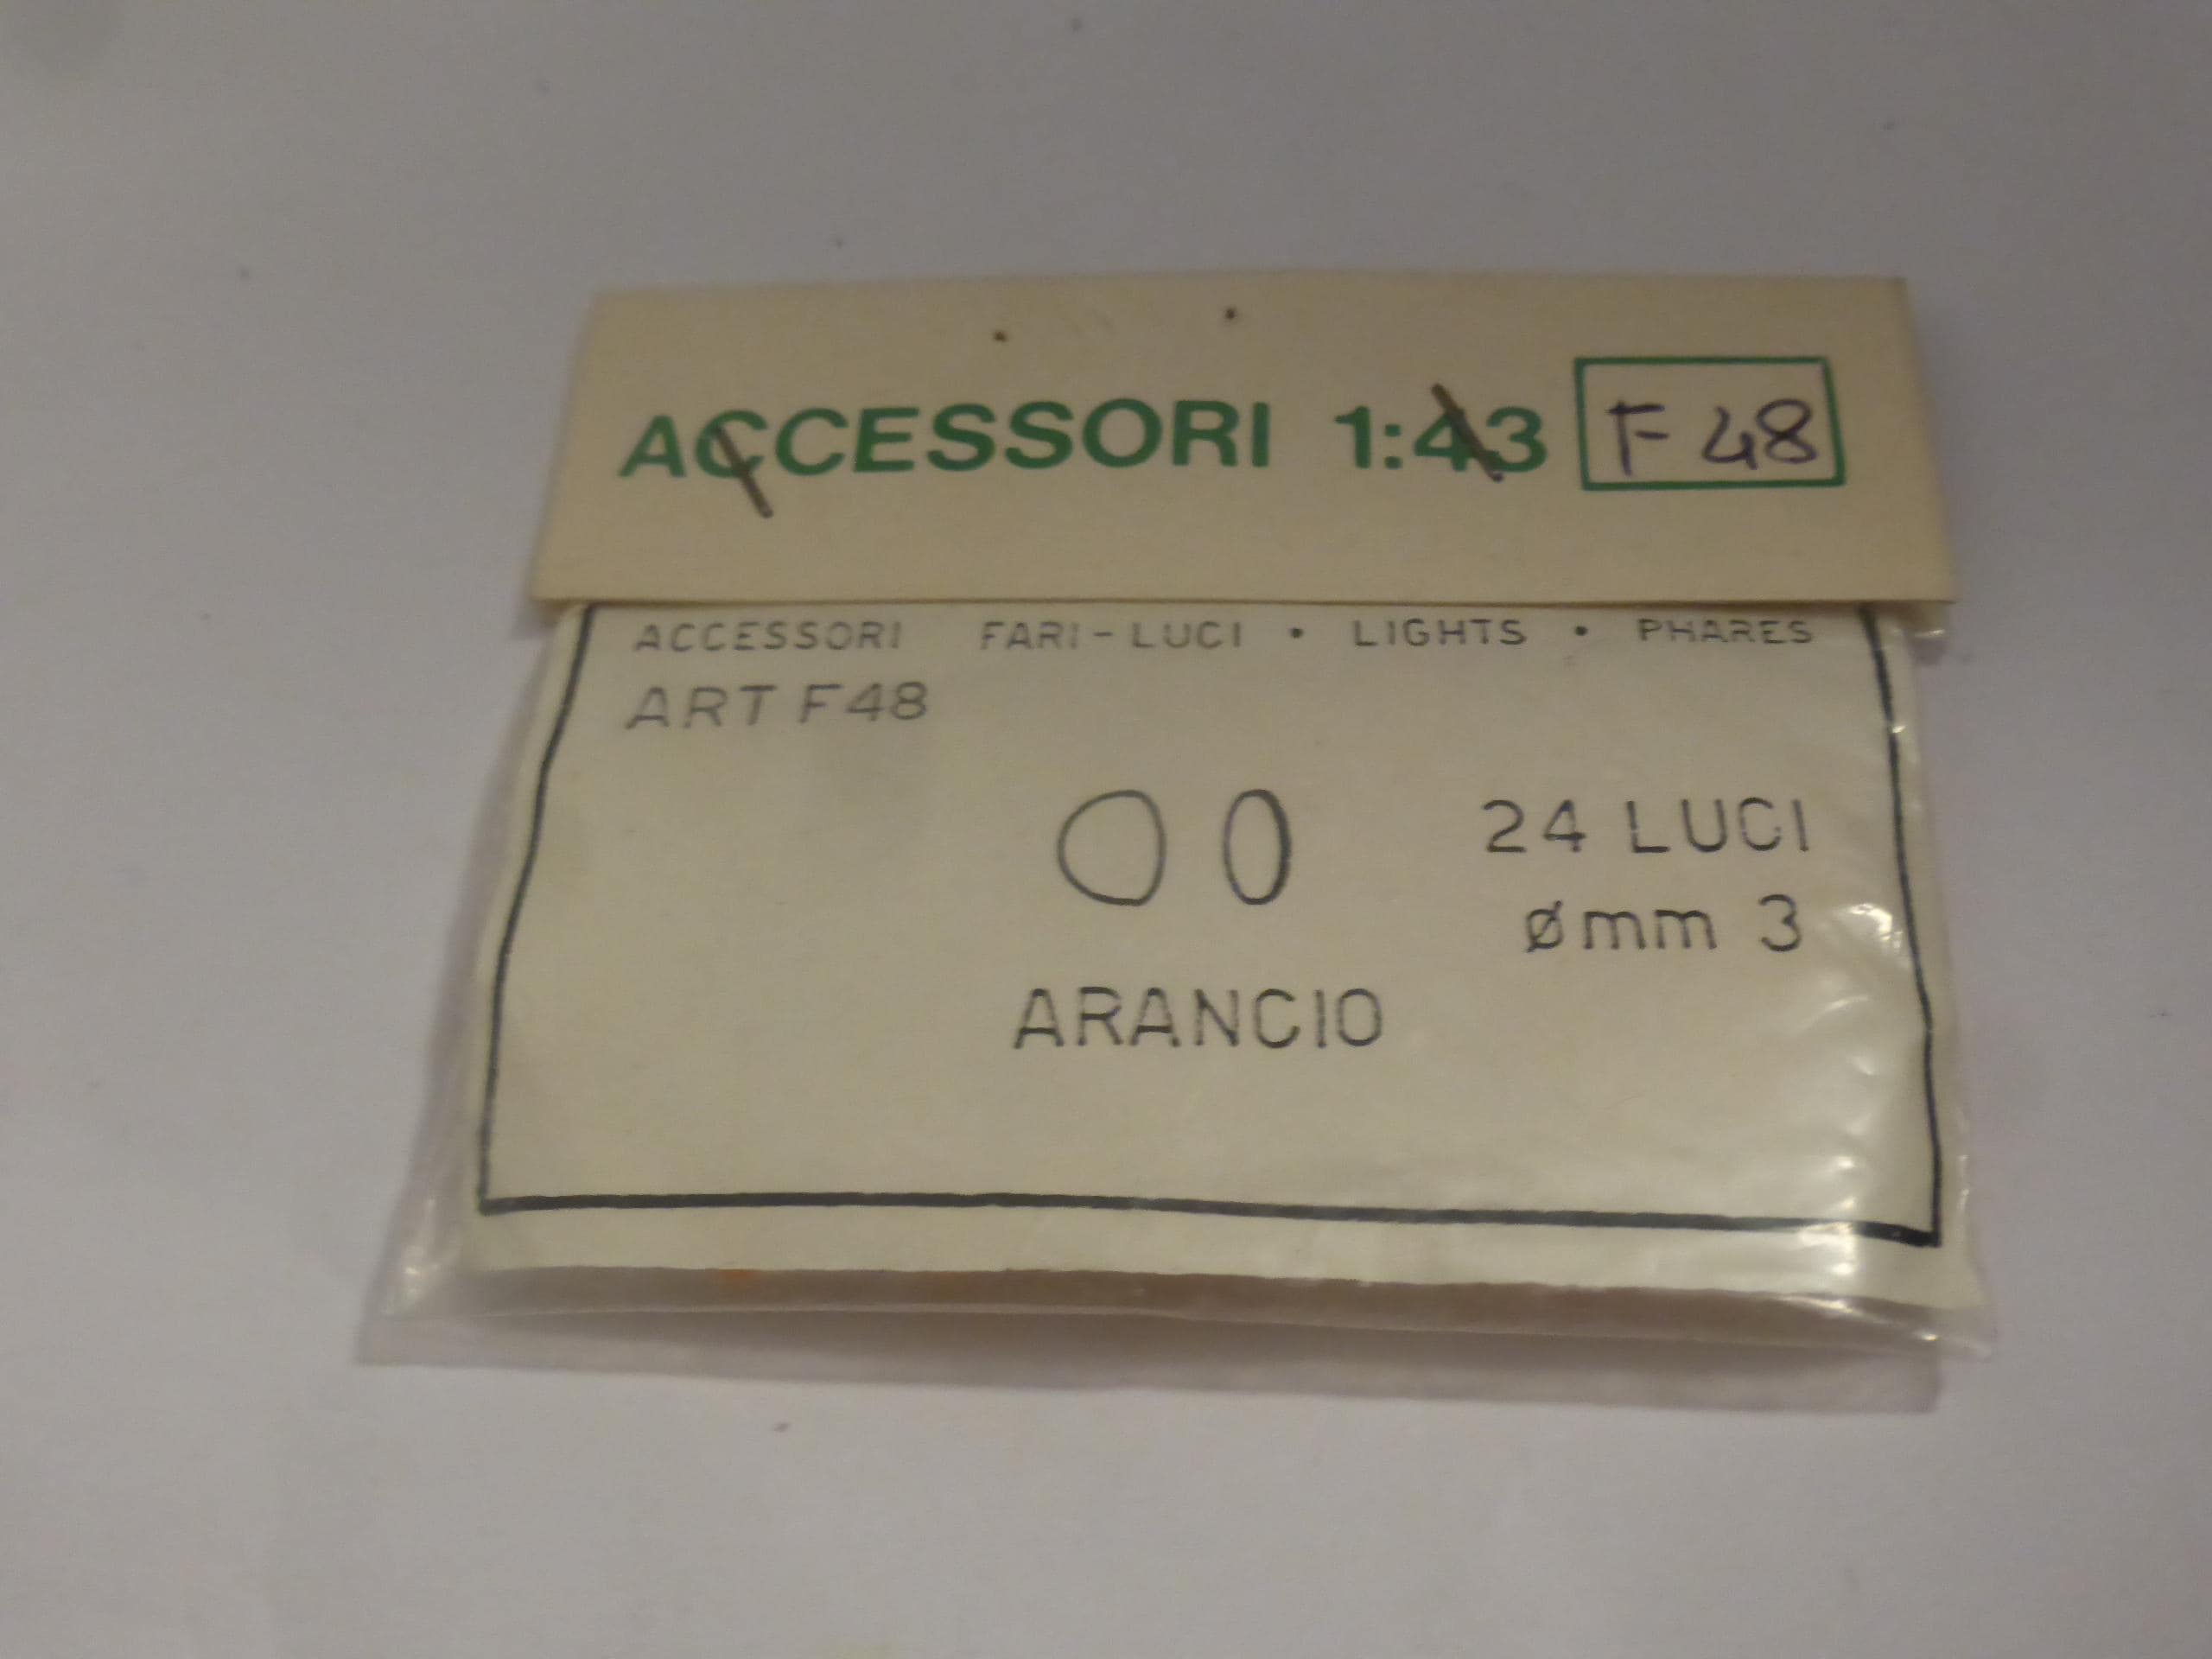 ACCESSORI 1:43 F 48
ACCESSORI FARI-LUCI • LIGHTS • PHARES
ART F48
24 LUCI
ømm 3
ARANCIO